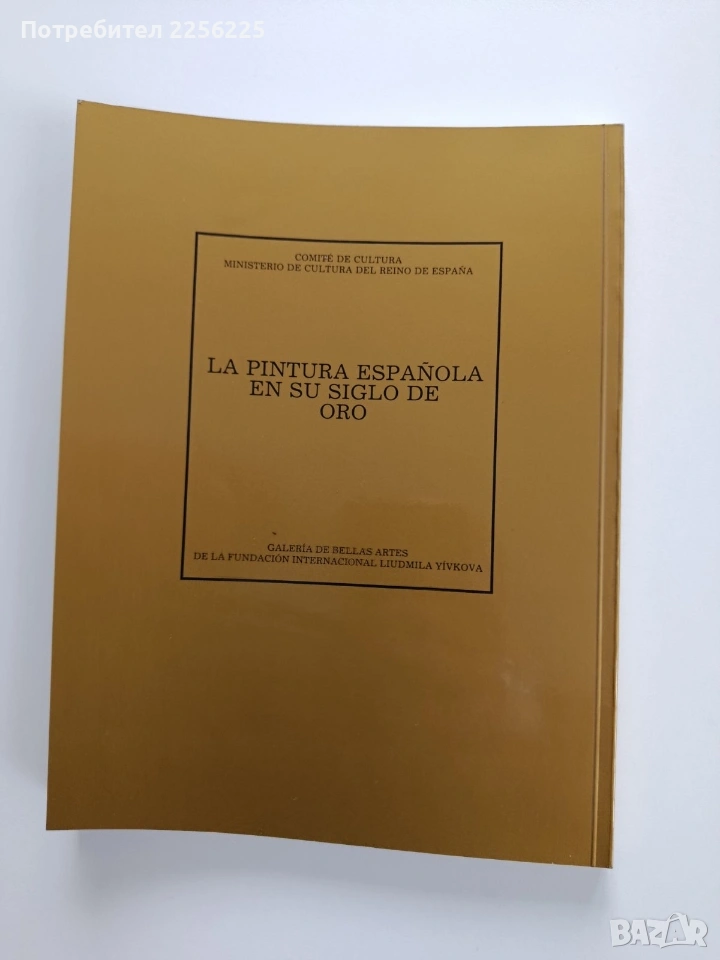 Потребител 2256225
COMITÉ DE CULTURA
MINISTERIO DE CULTURA DEL REINO DE ESPAÑA
LA PINTURA ESPAÑOLA
EN SU SIGLO DE
ORO
GALERÍA DE BELLAS ARTES
DE LA FUNDACIÓN INTERNACIONAL LIUDMILA YÍVKOVA
BAZAR